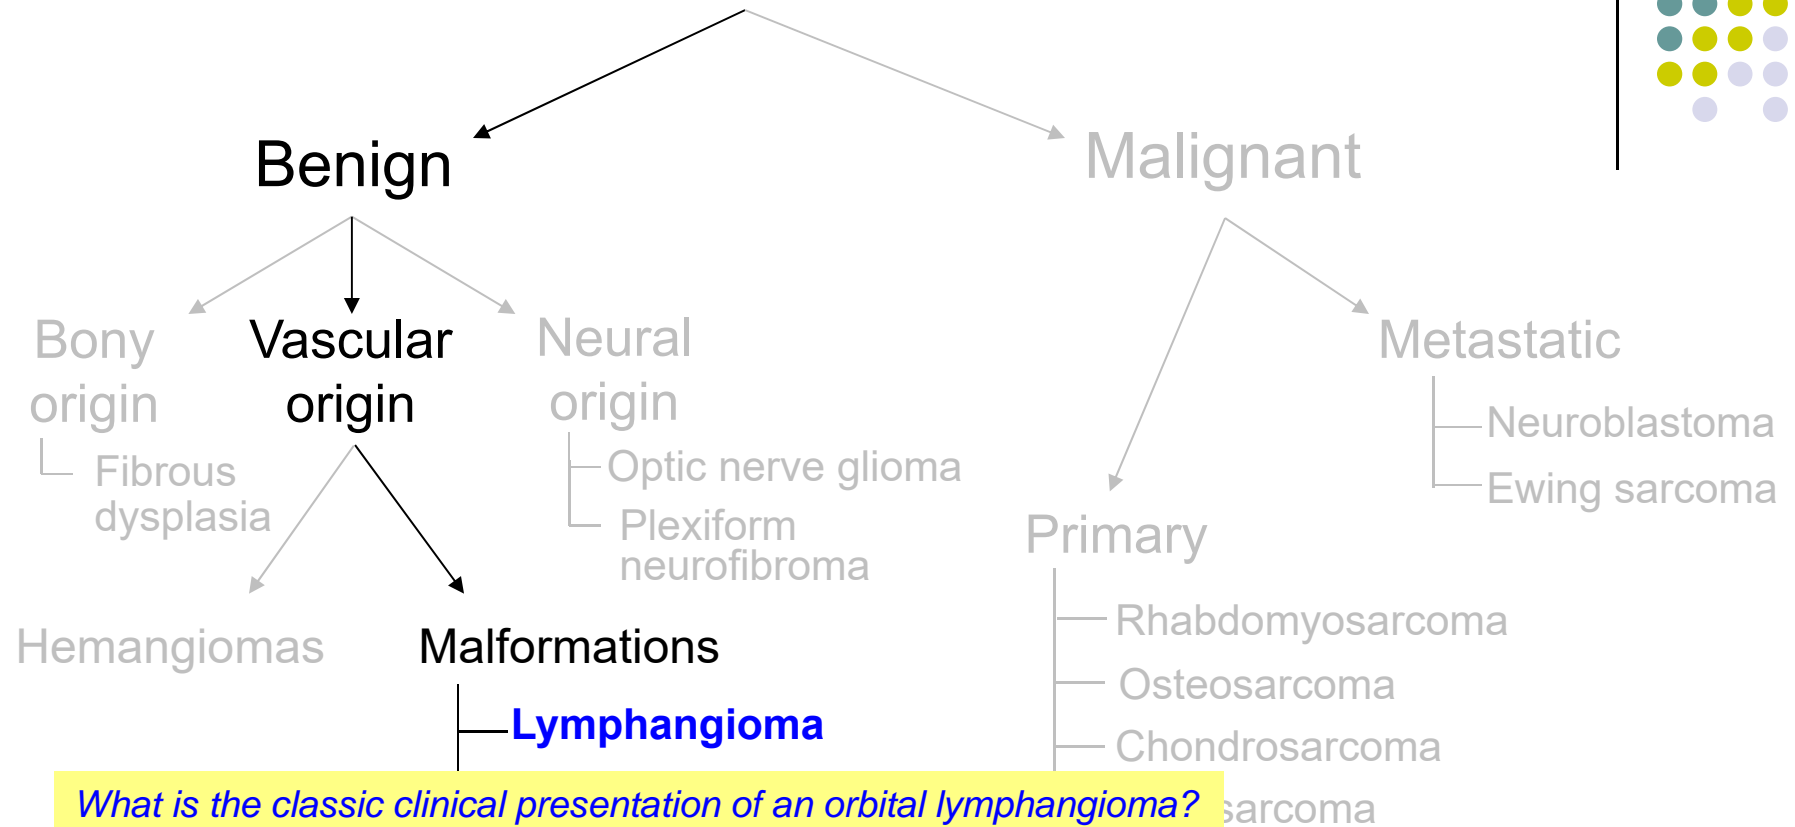 Benign
Malignant
Bony
origin
Vascular
origin
Neural
origin
Metastatic
Fibrous
dysplasia
Optic nerve glioma
Plexiform
neurofibroma
Neuroblastoma
Ewing sarcoma
Primary
Hemangiomas
Malformations
Rhabdomyosarcoma
Osteosarcoma
Lymphangioma
Chondrosarcoma
What is the classic clinical presentation of an orbital lymphangioma?
sarcoma